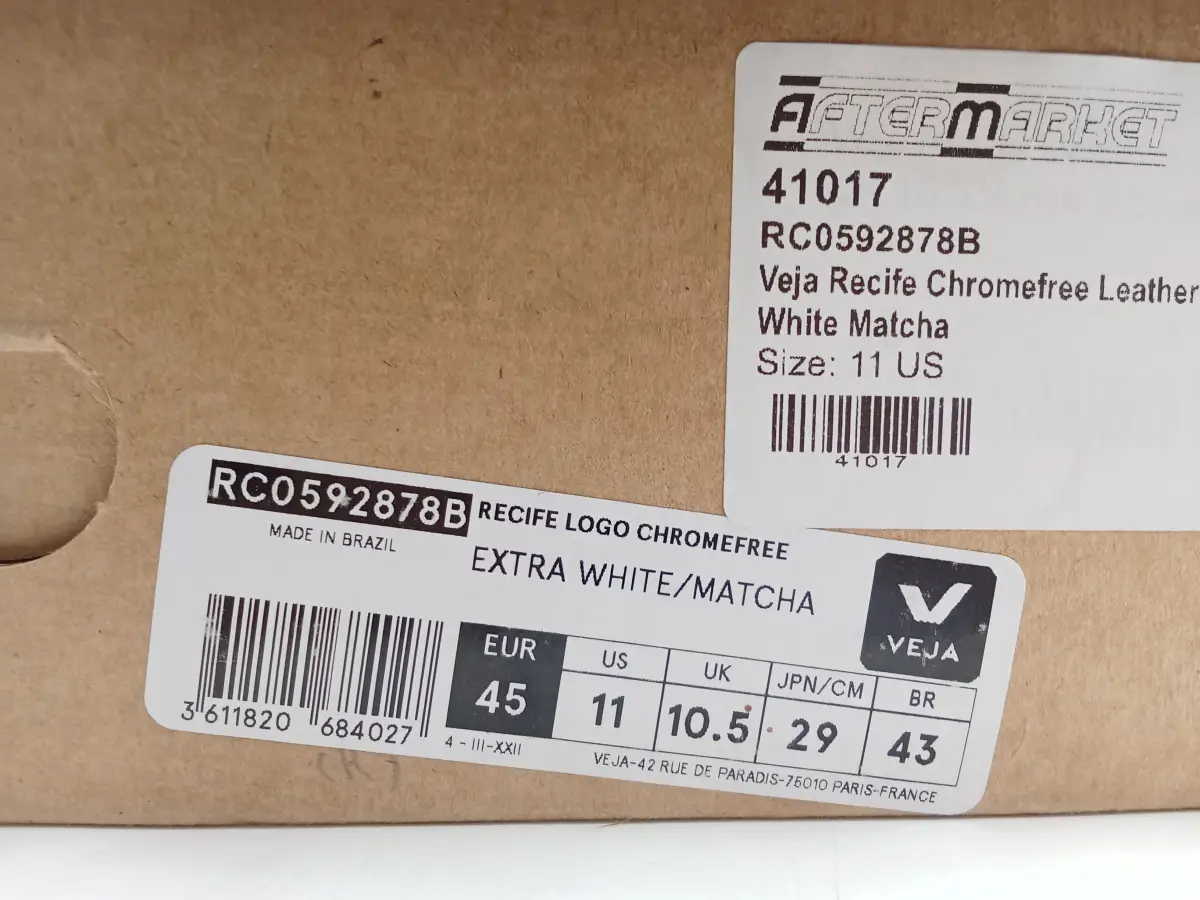 AFTERMARKET
41017
RC0592878B
Veja Recife Chromefree Leather
White Matcha
Size: 11 US
41017
RC0592878B
MADE IN BRAZIL
RECIFE LOGO CHROMEFREE
EXTRA WHITE/MATCHA
VEJA
3 611820 684027
EUR US UK JPN/CM BR
45 11 10.5 29 43
4 - III-XXII
VEJA-42 RUE DE PARADIS-75010 PARIS-FRANCE